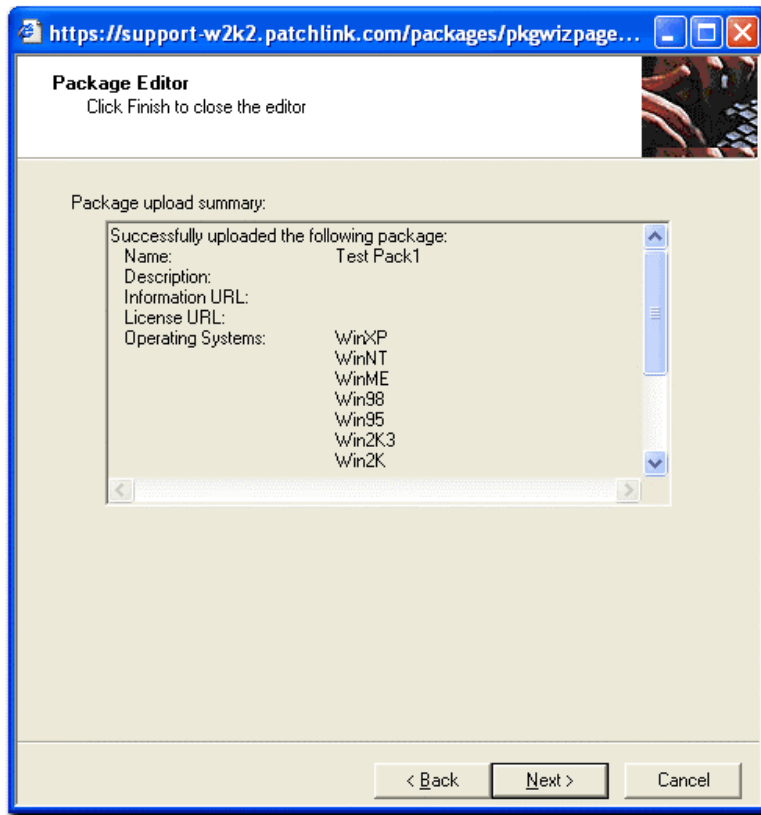 https://support-w2k2.patchlink.com/packages/pkgwizpage...
Package Editor
Click Finish to close the editor
Package upload summary:
Successfully uploaded the following package:
Name: Test Pack1
Description:
Information URL:
License URL:
Operating Systems: WinXP
WinNT
WinME
Win98
Win95
Win2K3
Win2K
< Back Next > Cancel